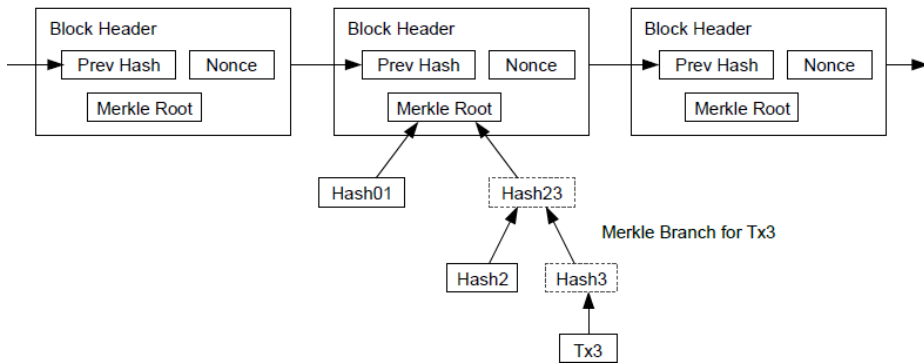 Block Header
Block Header
Block Header
Prev Hash
Nonce
Prev Hash
Nonce
Prev Hash
Nonce
Merkle Root
Merkle Root
Merkle Root
Hash01
Hash23
Merkle Branch for Tx3
Hash2
Hash3
Tx3